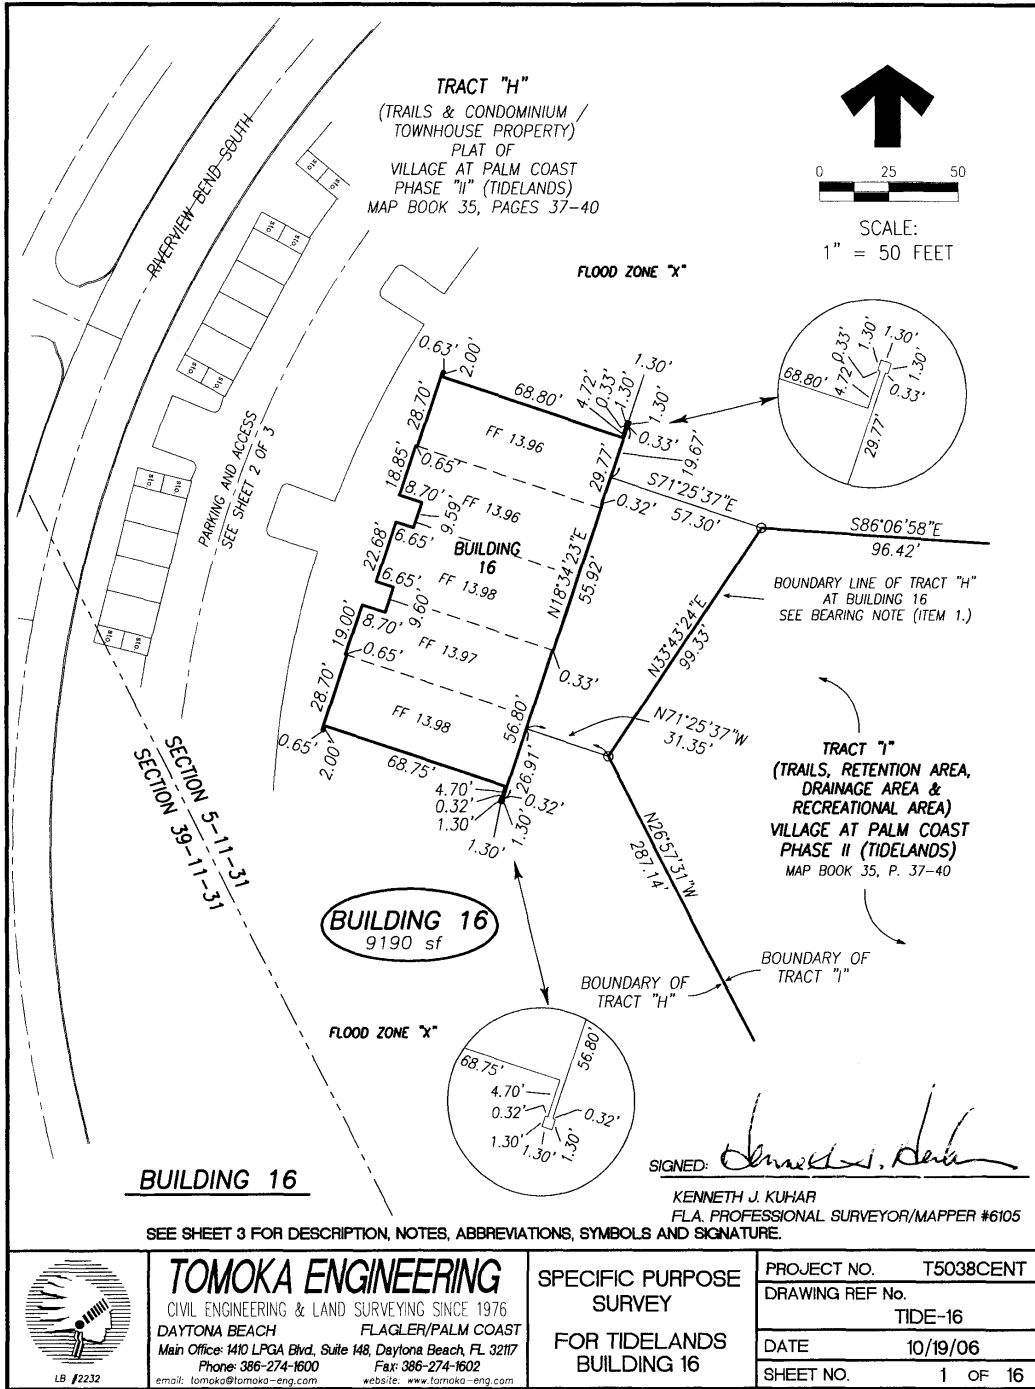 TRACT "H"
(TRAILS & CONDOMINIUM /
TOWNHOUSE PROPERTY)
PLAT OF
VILLAGE AT PALM COAST
PHASE "II" (TIDELANDS)
MAP BOOK 35, PAGES 37-40
0 25 50
SCALE:
1" = 50 FEET
RIVERVIEW BEND SOUTH
sto.
sto.
sto.
sto.
sto.
sto.
sto.
sto.
sto.
sto.
PARKING AND ACCESS
SEE SHEET 2 OF 3
FLOOD ZONE "X"
0.63'
2.00'
68.80'
4.72'
0.33'
1.30'
1.30'
1.30'
0.33'
19.67'
28.70'
FF 13.96
29.77'
0.65'
0.32'
18.85'
8.70'
FF 13.96
9.59'
6.65'
BUILDING
16
22.68'
N18°34'23"E
55.92'
6.65'
FF 13.98
9.60'
8.70'
19.00'
FF 13.97
0.65'
0.33'
28.70'
FF 13.98
56.80'
0.65'
2.00'
68.75'
26.91'
4.70'
0.32'
1.30'
1.30'
1.30'
0.32'
68.80'
4.72'
0.33'
1.30'
1.30'
1.30'
0.33'
29.77'
S71°25'37"E
57.30'
S86°06'58"E
96.42'
BOUNDARY LINE OF TRACT "H"
AT BUILDING 16
SEE BEARING NOTE (ITEM 1.)
N33°43'24"E
99.33'
N71°25'37"W
31.35'
TRACT "I"
(TRAILS, RETENTION AREA,
DRAINAGE AREA &
RECREATIONAL AREA)
VILLAGE AT PALM COAST
PHASE II (TIDELANDS)
MAP BOOK 35, P. 37-40
N26°57'31"W
287.14'
SECTION 5-11-31
SECTION 39-11-31
BUILDING 16
9190 sf
BOUNDARY OF
TRACT "H"
BOUNDARY OF
TRACT "I"
FLOOD ZONE "X"
56.80'
68.75'
4.70'
0.32'
0.32'
1.30'
1.30'
1.30'
BUILDING 16
SIGNED:
KENNETH J. KUHAR
FLA. PROFESSIONAL SURVEYOR/MAPPER #6105
SEE SHEET 3 FOR DESCRIPTION, NOTES, ABBREVIATIONS, SYMBOLS AND SIGNATURE.
LB #2232
TOMOKA ENGINEERING
CIVIL ENGINEERING & LAND SURVEYING SINCE 1976
DAYTONA BEACH FLAGLER/PALM COAST
Main Office: 1410 LPGA Blvd., Suite 148, Daytona Beach, FL 32117
Phone: 386-274-1600 Fax: 386-274-1602
email: tomoka@tomoka-eng.com website: www.tomoka-eng.com
SPECIFIC PURPOSE
SURVEY
FOR TIDELANDS
BUILDING 16
PROJECT NO. T5038CENT
DRAWING REF No.
TIDE-16
DATE 10/19/06
SHEET NO. 1 OF 16